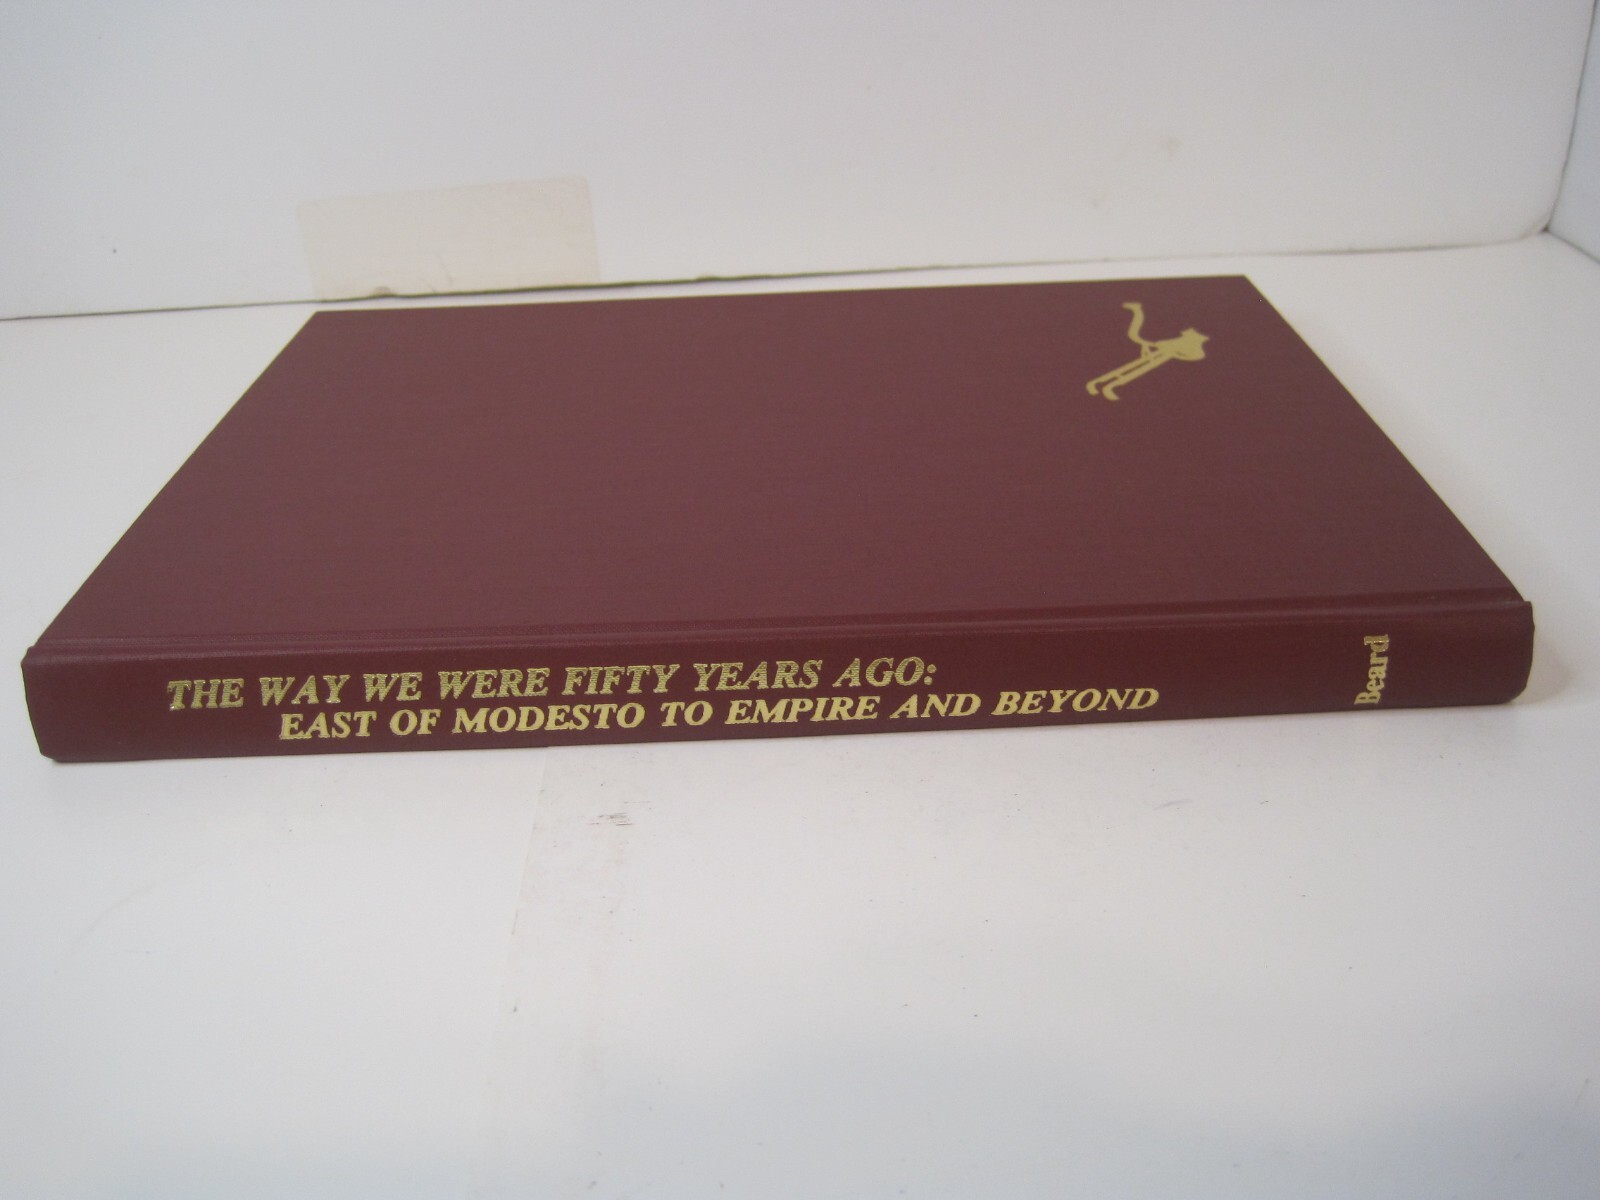 THE WAY WE WERE FIFTY YEARS AGO:
EAST OF MODESTO TO EMPIRE AND BEYOND
Beard